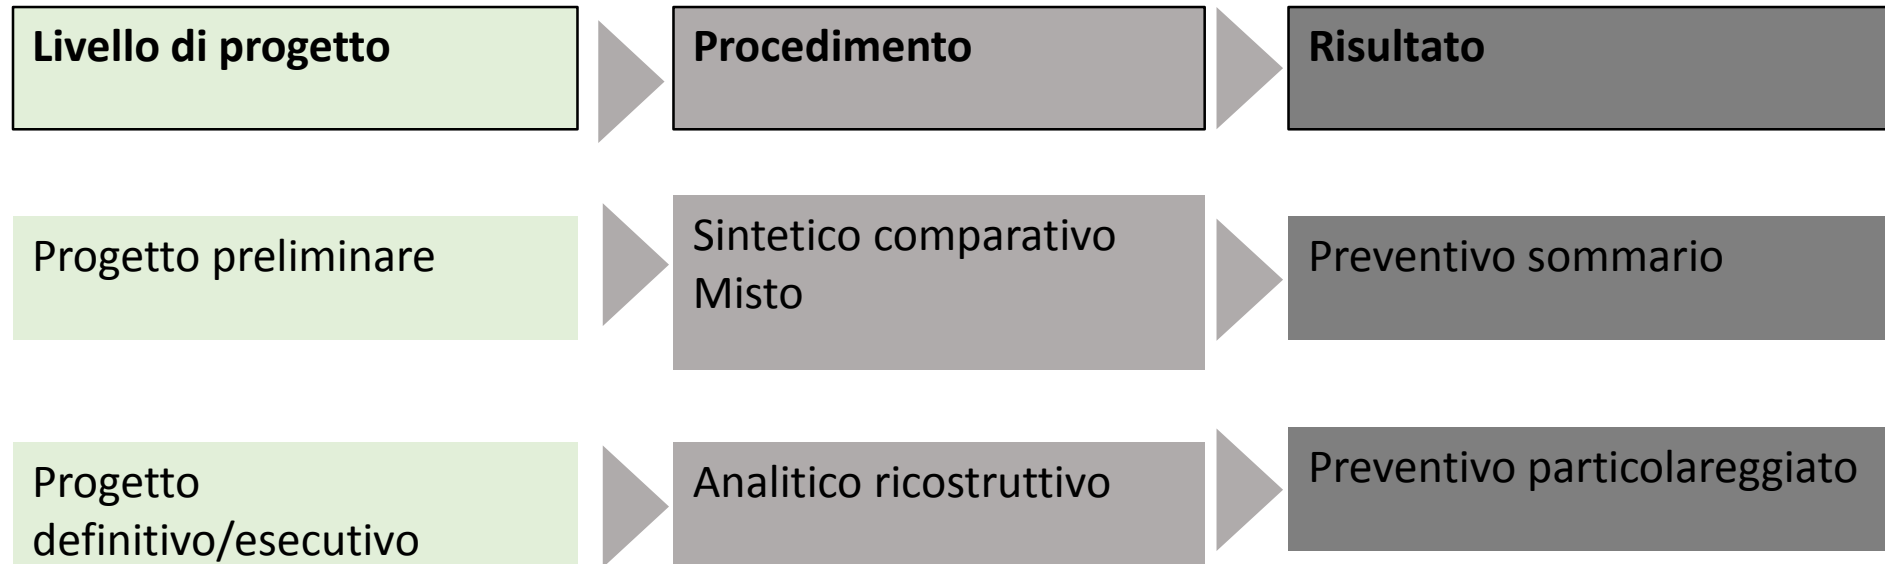 Livello di progetto
Procedimento
Risultato
Progetto preliminare
Sintetico comparativo
Misto
Preventivo sommario
Progetto
definitivo/esecutivo
Analitico ricostruttivo
Preventivo particolareggiato